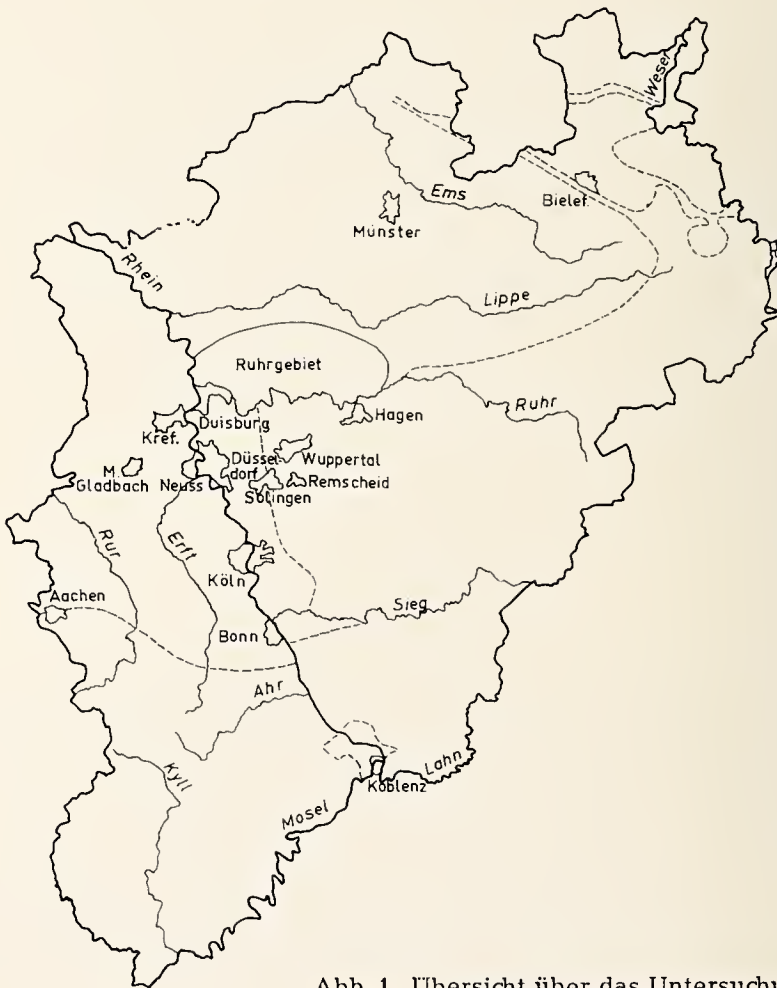 Weser
Ems
Bielef.
Münster
Rhein
Lippe
Ruhrgebiet
Ruhr
Hagen
Duisburg
Kref.
Düssel
dorf
Wuppertal
M.
Gladbach
Neuss
Remscheid
Solingen
Rur
Erft
Köln
Aachen
Sieg
Bonn
Ahr
Kyll
Lahn
Koblenz
Mosel
Abb. 1 Übersicht über das Untersuch